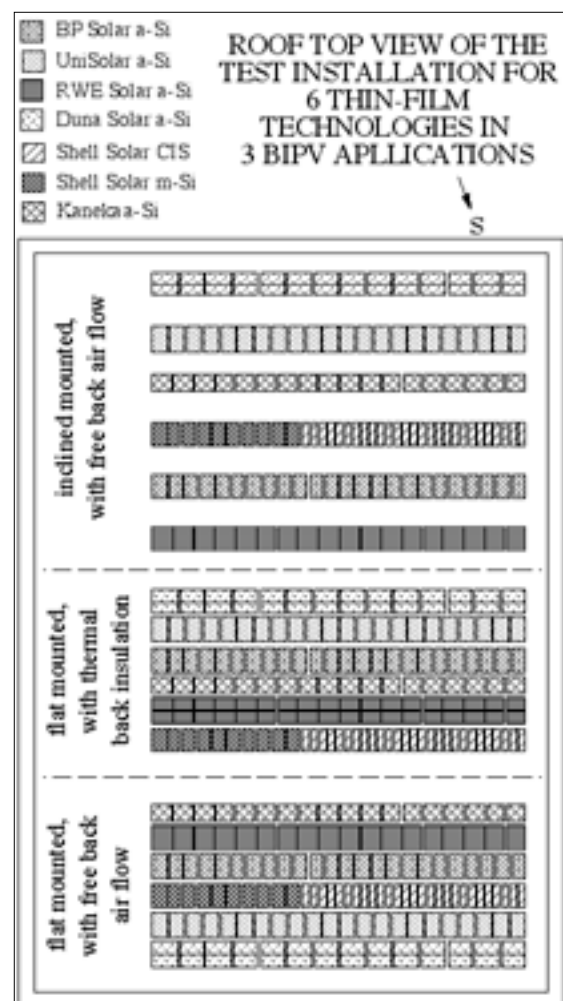 BP Solar a-Si
UniSolar a-Si
RWE Solar a-Si
Duna Solar a-Si
Shell Solar CIS
Shell Solar m-Si
Kaneka a-Si
ROOF TOP VIEW OF THE
TEST INSTALLATION FOR
6 THIN-FILM
TECHNOLOGIES IN
3 BIPV APLLICATIONS
S
inclined mounted,
with free back air flow
flat mounted,
with thermal
back insulation
flat mounted,
with free back
air flow